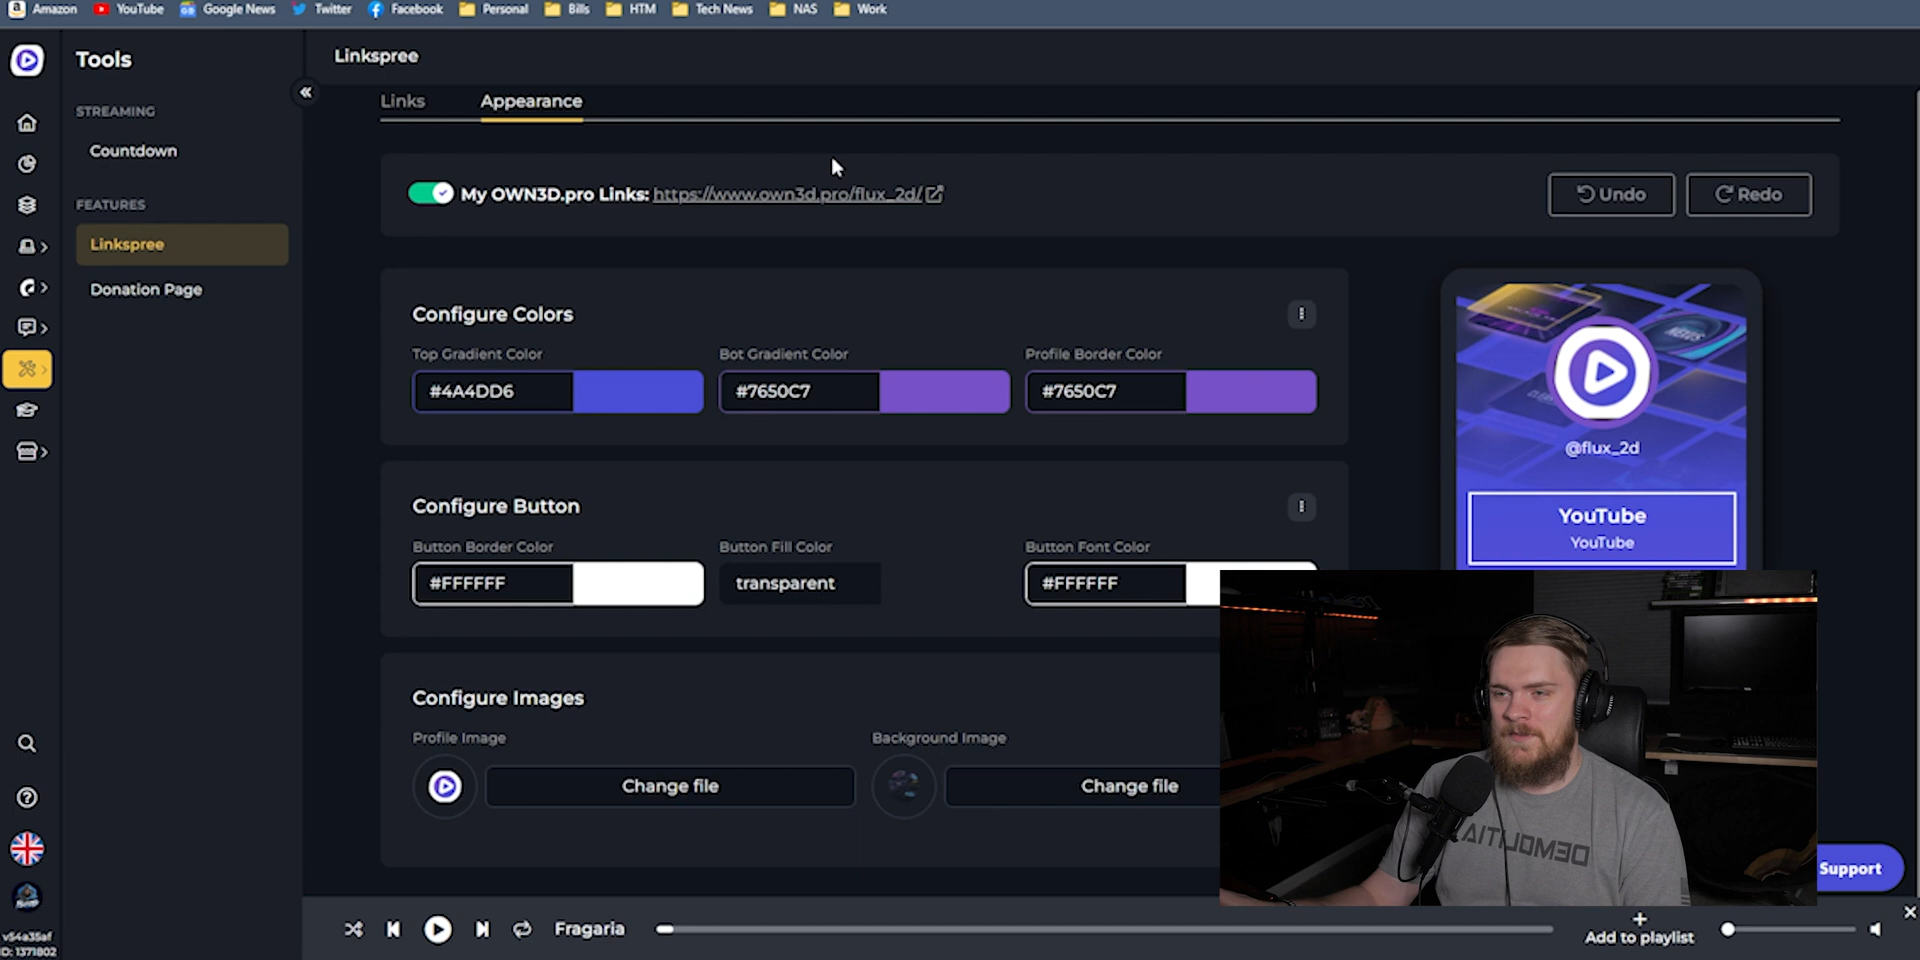 Amazon YouTube Google News Twitter Facebook Personal Bills HTM Tech News NAS Work
Tools
Linkspree
STREAMING
Countdown
FEATURES
Linkspree
Donation Page
Links Appearance
My OWN3D.pro Links: https://www.own3d.pro/flux_2d/
Undo Redo
Configure Colors
Top Gradient Color Bot Gradient Color Profile Border Color
#4A4DD6 #7650C7 #7650C7
Configure Button
Button Border Color Button Fill Color Button Font Color
#FFFFFF transparent #FFFFFF
Configure Images
Profile Image Background Image
Change file Change file
@flux_2d
YouTube
YouTube
DEMOLITIA
Support
Fragaria
Add to playlist
v54a35af
ID: 1371802